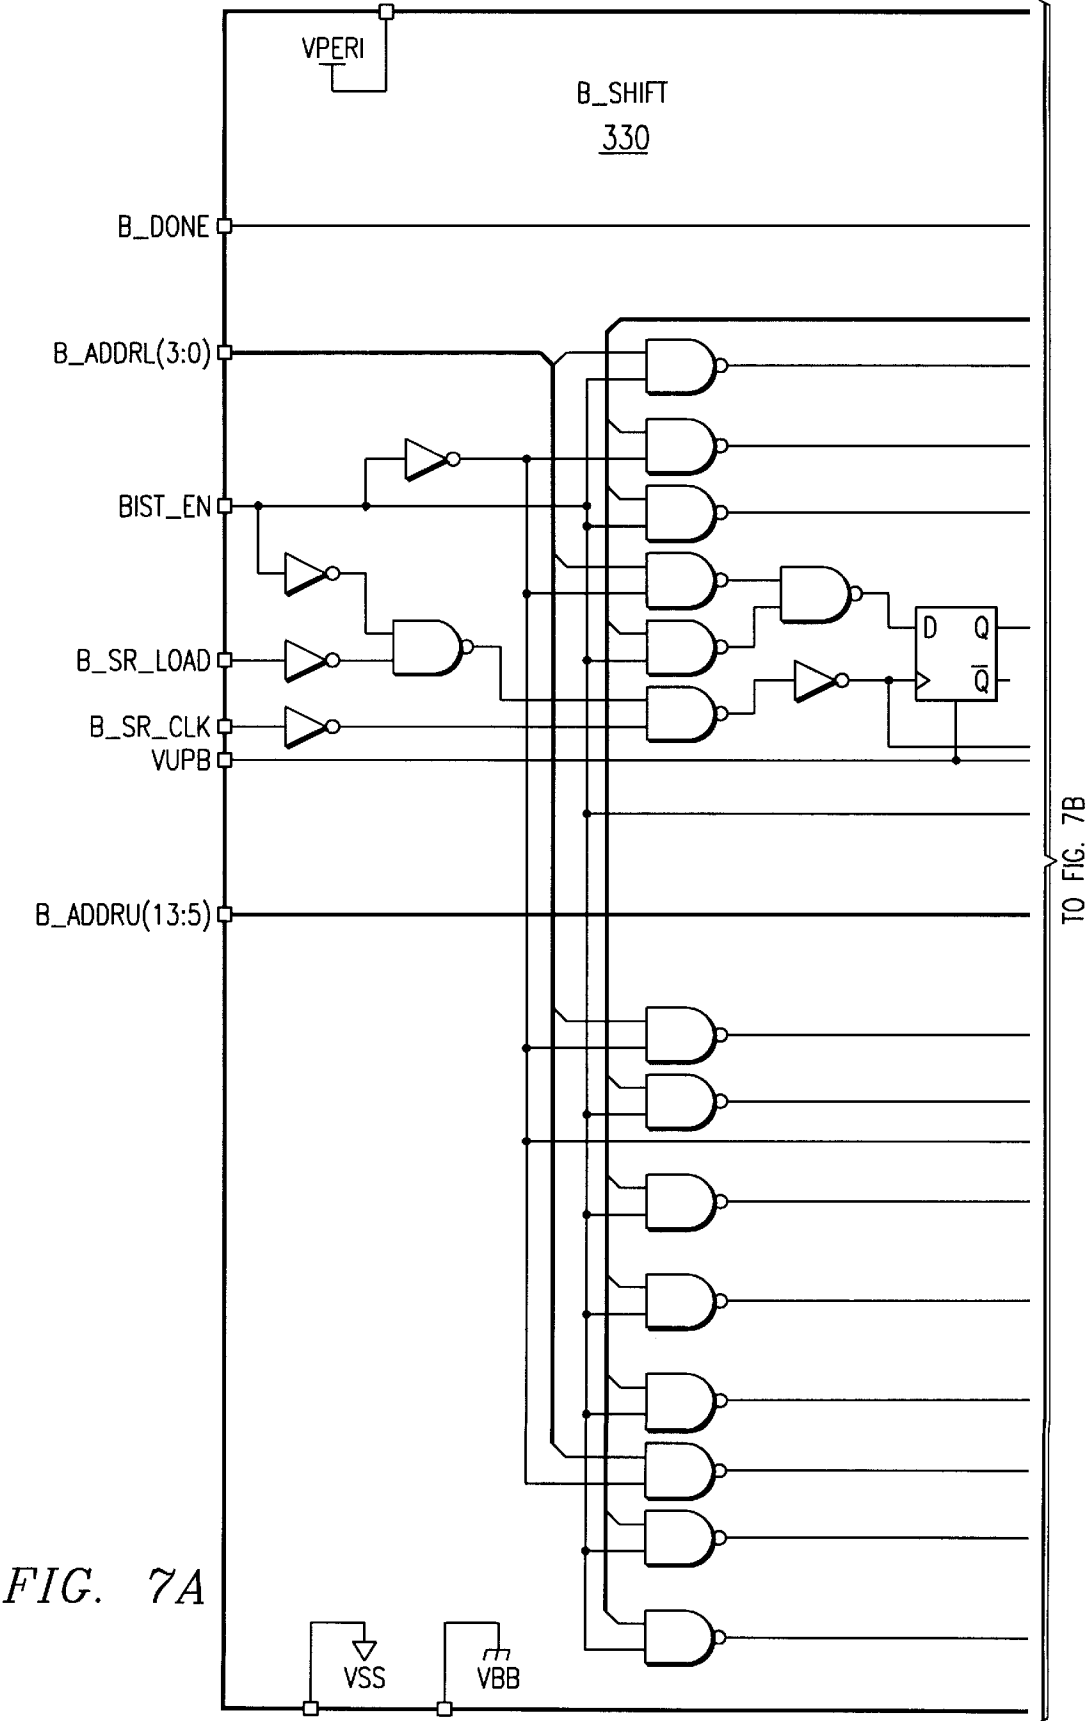 VPERI
B_SHIFT
330
B_DONE
B_ADDRL(3:0)
BIST_EN
B_SR_LOAD
B_SR_CLK
VUPB
D Q
Q̅
B_ADDRU(13:5)
TO FIG. 7B
FIG. 7A
VSS
VBB